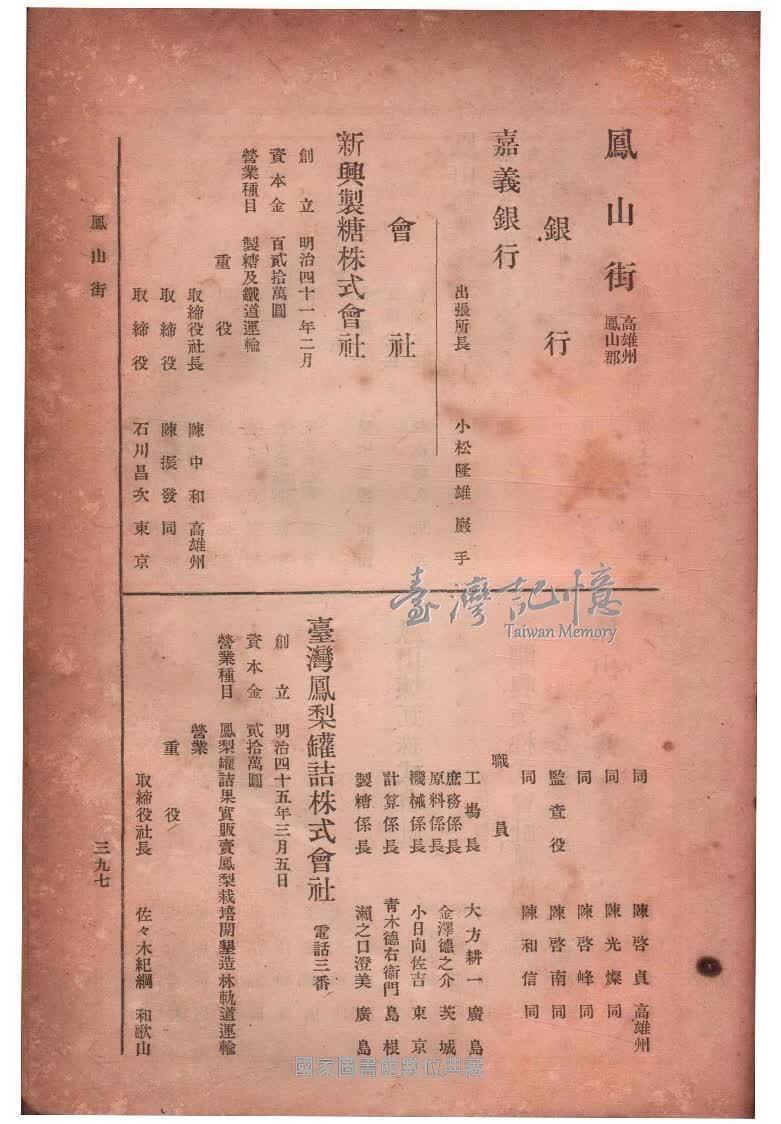 鳳山街 高雄州
鳳山郡
銀行
嘉義銀行
出張所長 小松隆雄 巖手
會社
新興製糖株式會社
創立 明治四十一年二月
資本金 百貳拾萬圓
營業種目 製糖及鐵道運輸
重役
取締役社長 陳中和 高雄州
取締役 陳振發 同
取締役 石川昌次 東京
同 陳啓貞 高雄州
同 陳光燦 同
同 陳啓峰 同
監查役 陳啓南 同
同 陳和信 同
職員
工場長 大方耕一 廣島
庶務係長
原料係長 金澤德之介 茨城
機械係長 小日向佐吉 東京
計算係長 青木德右衞門 島根
製糖係長 瀨之口澄美 廣島
臺灣鳳梨罐詰株式會社 電話三番
創立 明治四十五年三月五日
資本金 貳拾萬圓
營業種目 鳳梨罐詰果實販賣鳳梨栽培開墾造林軌道運輸
營業
重役
取締役社長 佐々木紀綱 和歌山
鳳山街
三九七
臺灣記憶
Taiwan Memory
國家圖書館數位典藏